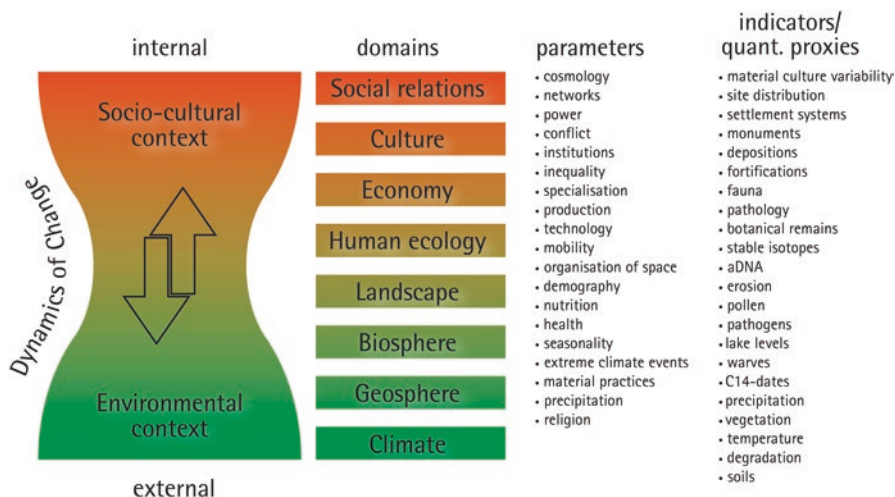 internal
Socio-cultural
context
Dynamics of Change
Environmental
context
external
domains
Social relations
Culture
Economy
Human ecology
Landscape
Biosphere
Geosphere
Climate
parameters
• cosmology
• networks
• power
• conflict
• institutions
• inequality
• specialisation
• production
• technology
• mobility
• organisation of space
• demography
• nutrition
• health
• seasonality
• extreme climate events
• material practices
• precipitation
• religion
indicators/
quant. proxies
• material culture variability
• site distribution
• settlement systems
• monuments
• depositions
• fortifications
• fauna
• pathology
• botanical remains
• stable isotopes
• aDNA
• erosion
• pollen
• pathogens
• lake levels
• warves
• C14-dates
• precipitation
• vegetation
• temperature
• degradation
• soils